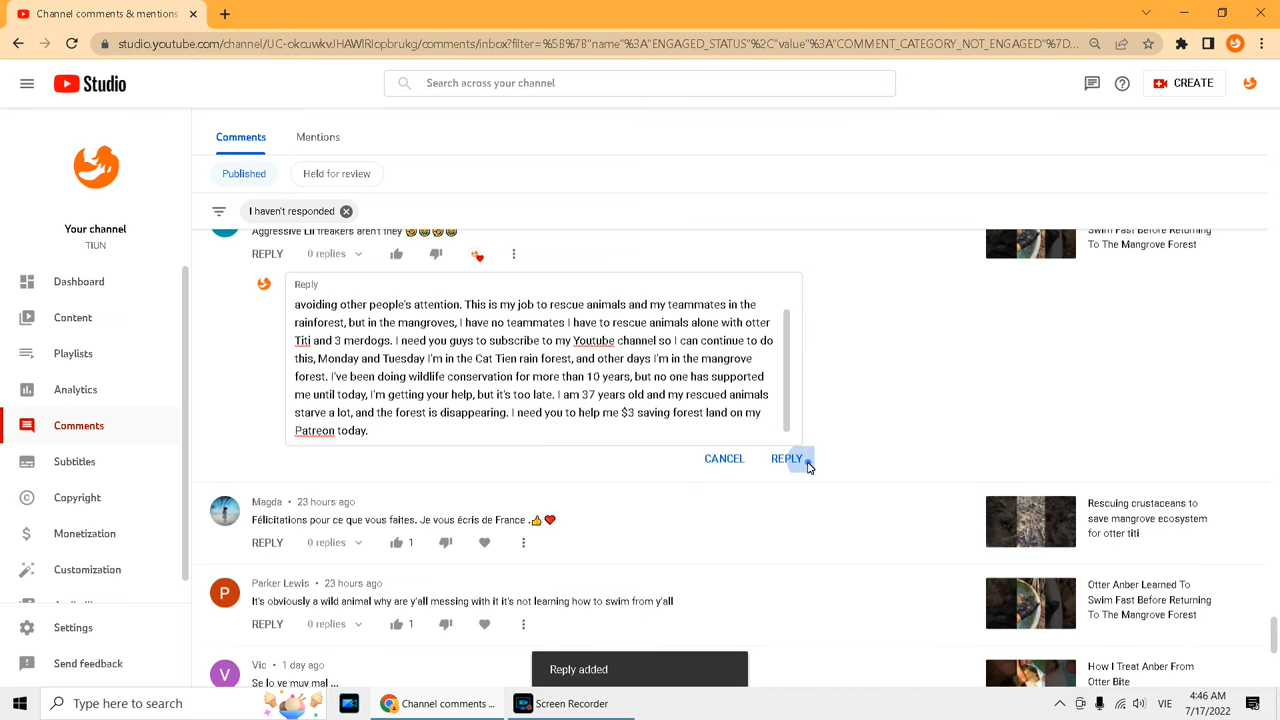 Channel comments & mentions
studio.youtube.com/channel/UC-okcuwkvJHAWRlopbrukg/comments/inbox?filter=%5B%7B"name"%3A"ENGAGED_STATUS"%2C"value"%3A"COMMENT_CATEGORY_NOT_ENGAGED"%7D...
Studio
Search across your channel
CREATE
Comments
Mentions
Published
Held for review
I haven't responded
Your channel
TIUN
Dashboard
Content
Playlists
Analytics
Comments
Subtitles
Copyright
Monetization
Customization
Settings
Send feedback
Aggressive Lil freakers aren't they 🤣😂🤣😂
REPLY 0 replies
Swim Fast Before Returning
To The Mangrove Forest
Reply
avoiding other people's attention. This is my job to rescue animals and my teammates in the
rainforest, but in the mangroves, I have no teammates I have to rescue animals alone with otter
Titi and 3 merdogs. I need you guys to subscribe to my Youtube channel so I can continue to do
this, Monday and Tuesday I'm in the Cat Tien rain forest, and other days I'm in the mangrove
forest. I've been doing wildlife conservation for more than 10 years, but no one has supported
me until today, I'm getting your help, but it's too late. I am 37 years old and my rescued animals
starve a lot, and the forest is disappearing. I need you to help me $3 saving forest land on my
Patreon today.
CANCEL REPLY
Magda • 23 hours ago
Félicitations pour ce que vous faites. Je vous écris de France .👍❤️
REPLY 0 replies 1
Rescuing crustaceans to
save mangrove ecosystem
for otter titi
Parker Lewis • 23 hours ago
It's obviously a wild animal why are y'all messing with it it's not learning how to swim from y'all
REPLY 0 replies 1
Otter Anber Learned To
Swim Fast Before Returning
To The Mangrove Forest
P
V
Vic • 1 day ago
Se lo ve muy mal ...
How I Treat Anber From
Otter Bite
Reply added
Type here to search
Channel comments ...
Screen Recorder
VIE
4:46 AM
7/17/2022